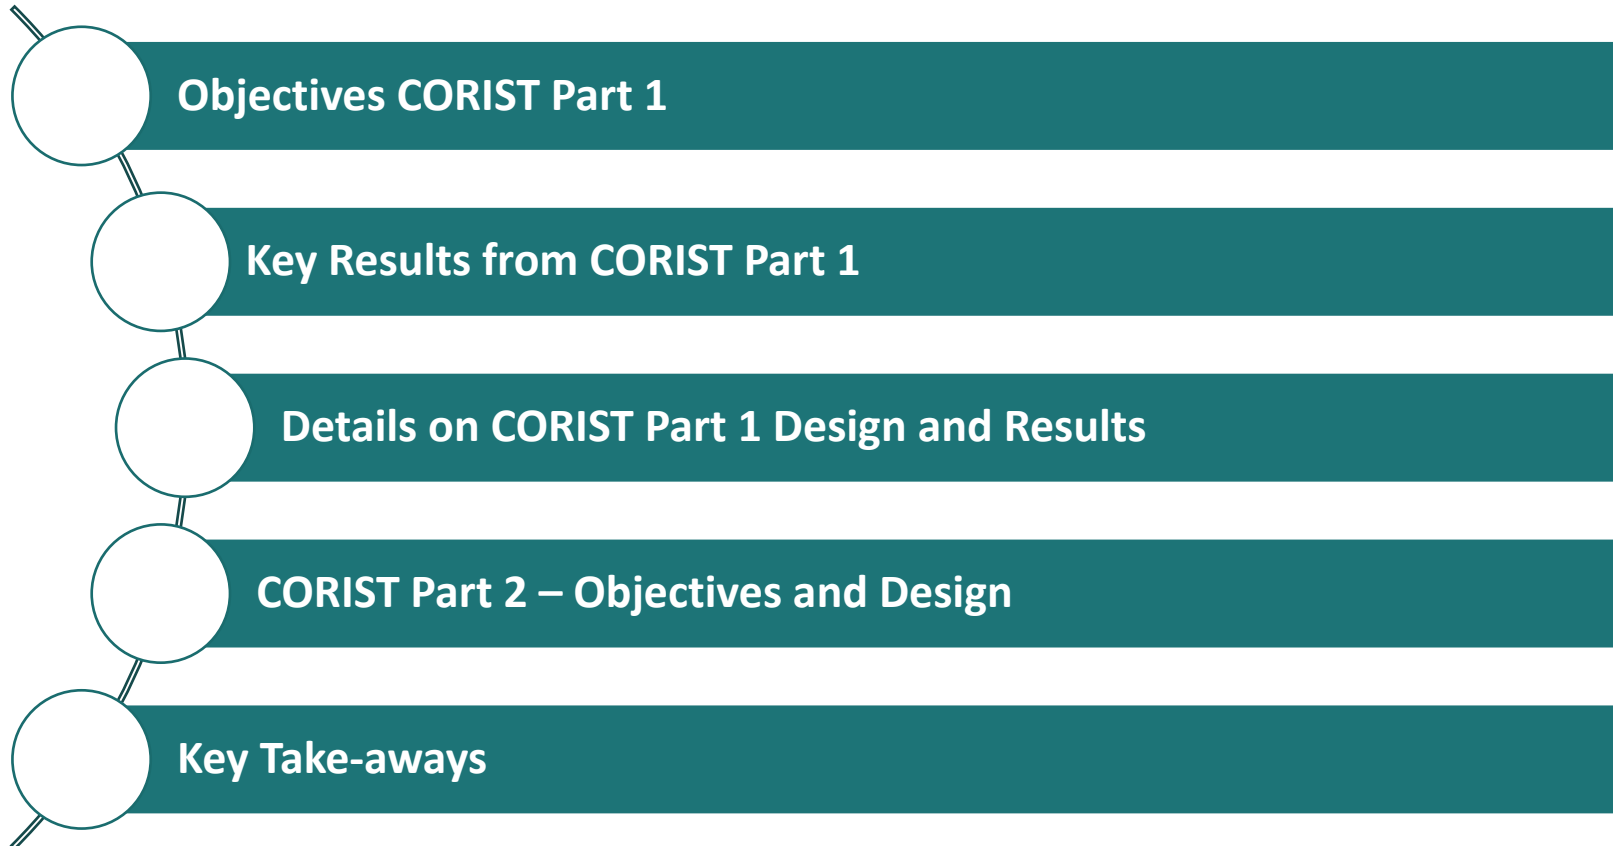 Objectives CORIST Part 1
Key Results from CORIST Part 1
Details on CORIST Part 1 Design and Results
CORIST Part 2 – Objectives and Design
Key Take-aways